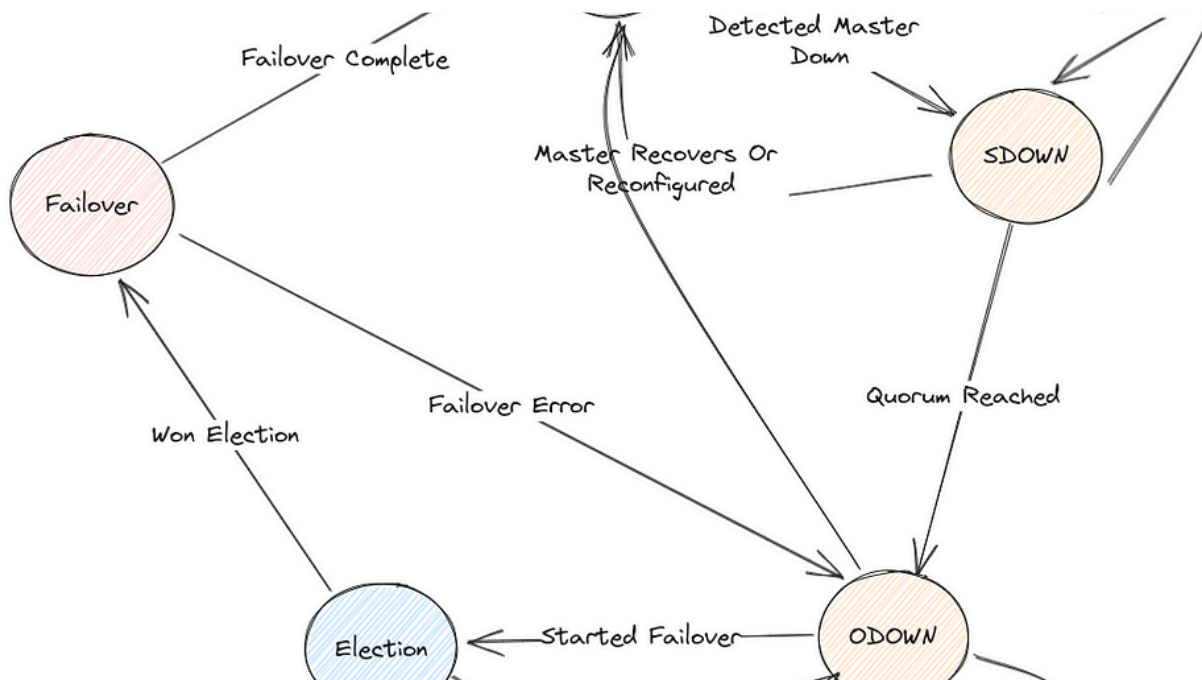 Detected Master
Down
Failover Complete
Master Recovers Or
Reconfigured
SDOWN
Failover
Quorum Reached
Failover Error
Won Election
Started Failover
ODOWN
Election